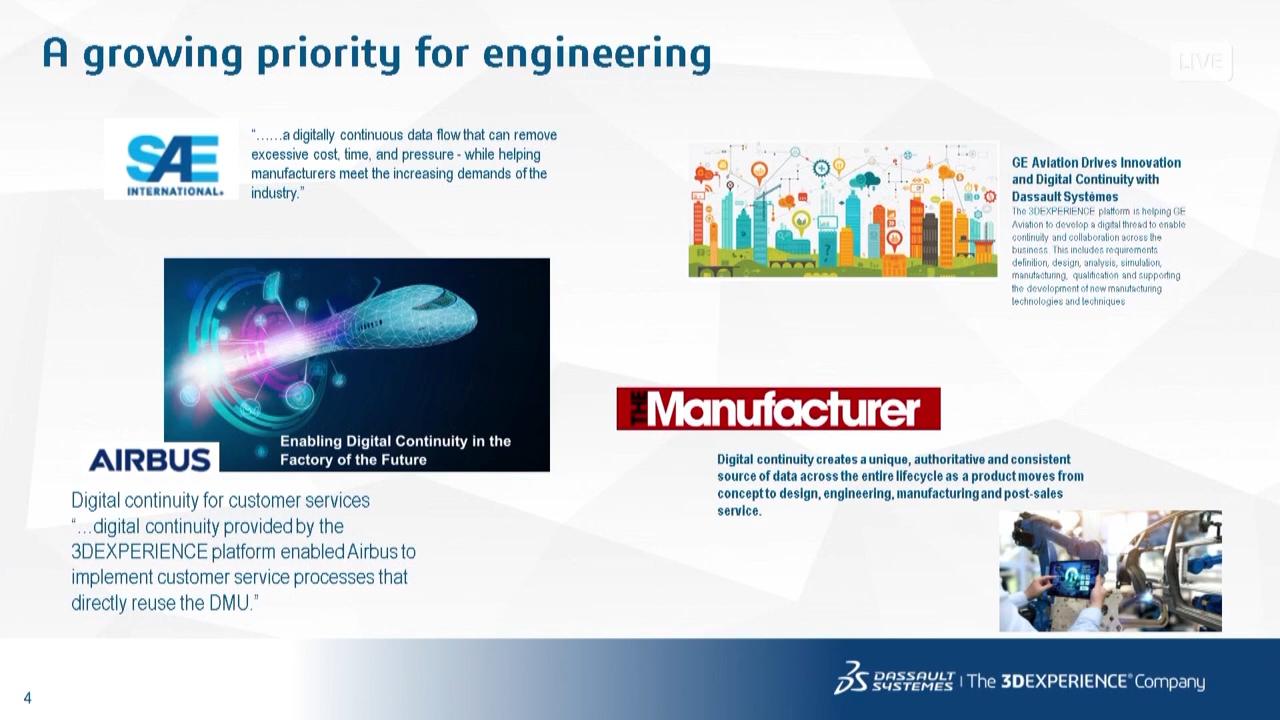 A growing priority for engineering
LIVE
SAE
INTERNATIONAL®
“……a digitally continuous data flow that can remove
excessive cost, time, and pressure - while helping
manufacturers meet the increasing demands of the
industry.”
GE Aviation Drives Innovation
and Digital Continuity with
Dassault Systèmes
The 3DEXPERIENCE platform is helping GE
Aviation to develop a digital thread to enable
continuity and collaboration across the
business. This includes requirements
definition, design, analysis, simulation,
manufacturing, qualification and supporting
the development of new manufacturing
technologies and techniques
Enabling Digital Continuity in the
Factory of the Future
AIRBUS
Digital continuity for customer services
“…digital continuity provided by the
3DEXPERIENCE platform enabled Airbus to
implement customer service processes that
directly reuse the DMU.”
THE Manufacturer
Digital continuity creates a unique, authoritative and consistent
source of data across the entire lifecycle as a product moves from
concept to design, engineering, manufacturing and post-sales
service.
DASSAULT
SYSTEMES | The 3DEXPERIENCE® Company
4